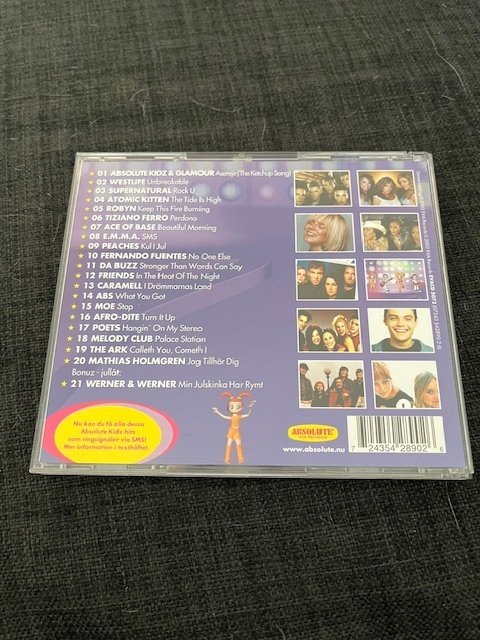 01 ABSOLUTE KIDZ & GLAMOUR Asereje (The Ketchup Song)
02 WESTLIFE Unbreakable
03 SUPERNATURAL Rock U
04 ATOMIC KITTEN The Tide Is High
05 ROBYN Keep This Fire Burning
06 TIZIANO FERRO Perdono
07 ACE OF BASE Beautiful Morning
08 E.M.M.A. SMS
09 PEACHES Kul I Jul
10 FERNANDO FUENTES No One Else
11 DA BUZZ Stronger Than Words Can Say
12 FRIENDS In The Heat Of The Night
13 CARAMELL I Drömmarnas Land
14 ABS What You Got
15 MOE Stop
16 AFRO-DITE Turn It Up
17 POETS Hangin´ On My Stereo
18 MELODY CLUB Palace Station
19 THE ARK Calleth You, Cometh I
20 MATHIAS HOLMGREN Jag Tillhör Dig
Bonuz - jullåt:
21 WERNER & WERNER Min Julskinka Har Rymt
Nu kan du få alla dessa
Absolute Kidz-hits
som ringsignaler via SMS!
Mer information i texthäftet.
ABSOLUTE
www.absolute.nu
7 24354 28902 6